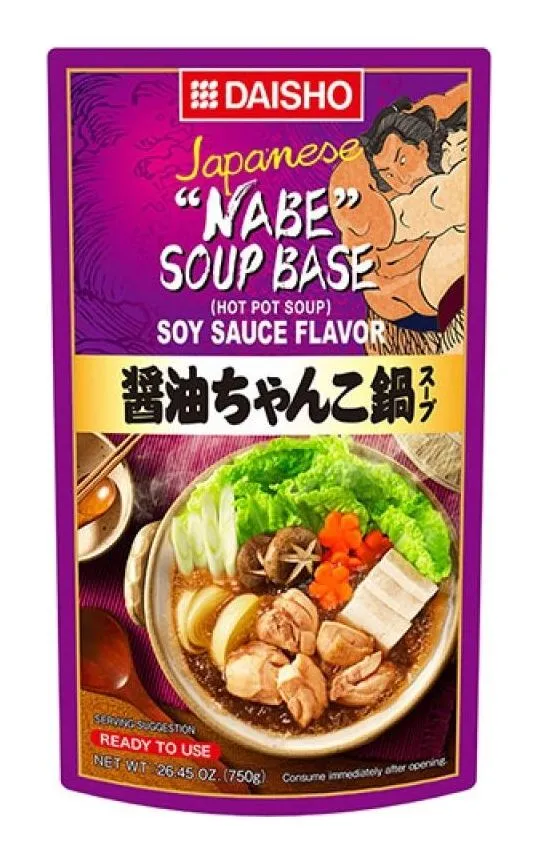 DAISHO
Japanese
“NABE”
SOUP BASE
(HOT POT SOUP)
SOY SAUCE FLAVOR
醤油ちゃんこ鍋スープ
SERVING SUGGESTION
READY TO USE
NET WT. 26.45 OZ. (750g) Consume immediately after opening.